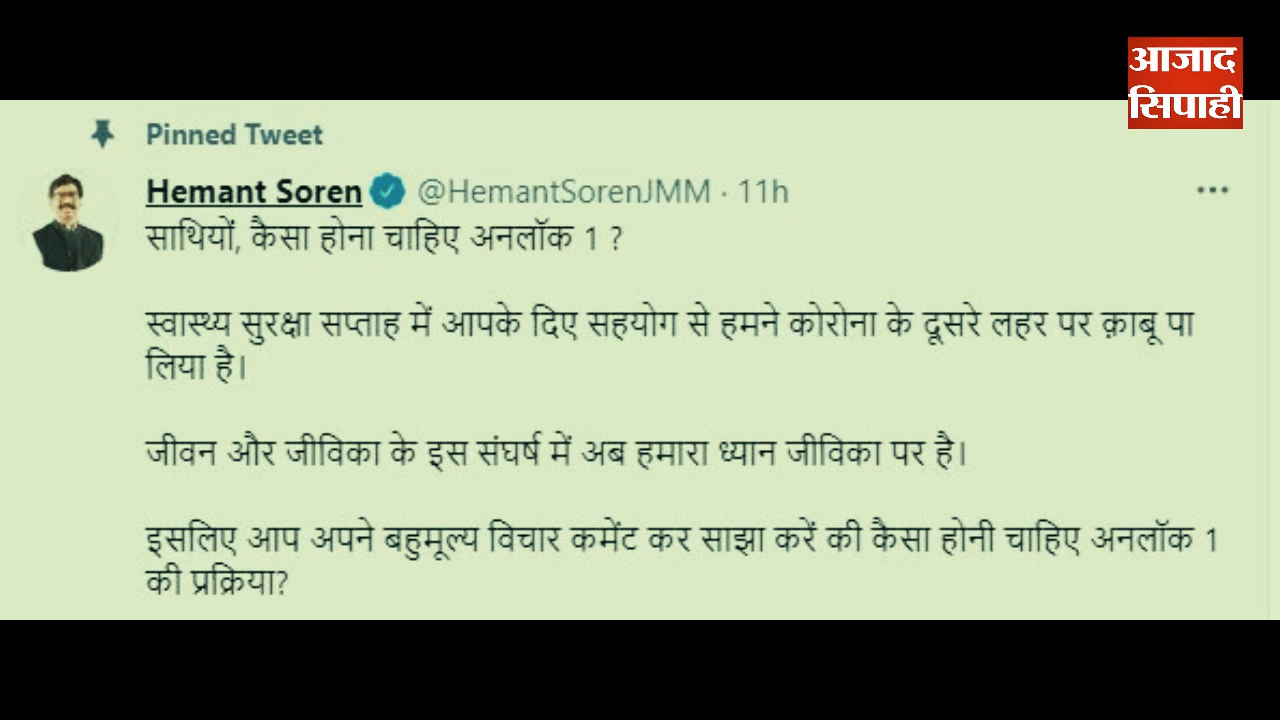 आजाद
सिपाही
Pinned Tweet
Hemant Soren @HemantSorenJMM · 11h
साथियों, कैसा होना चाहिए अनलॉक 1 ?
स्वास्थ्य सुरक्षा सप्ताह में आपके दिए सहयोग से हमने कोरोना के दूसरे लहर पर क़ाबू पा
लिया है।
जीवन और जीविका के इस संघर्ष में अब हमारा ध्यान जीविका पर है।
इसलिए आप अपने बहुमूल्य विचार कमेंट कर साझा करें की कैसा होनी चाहिए अनलॉक 1
की प्रक्रिया?